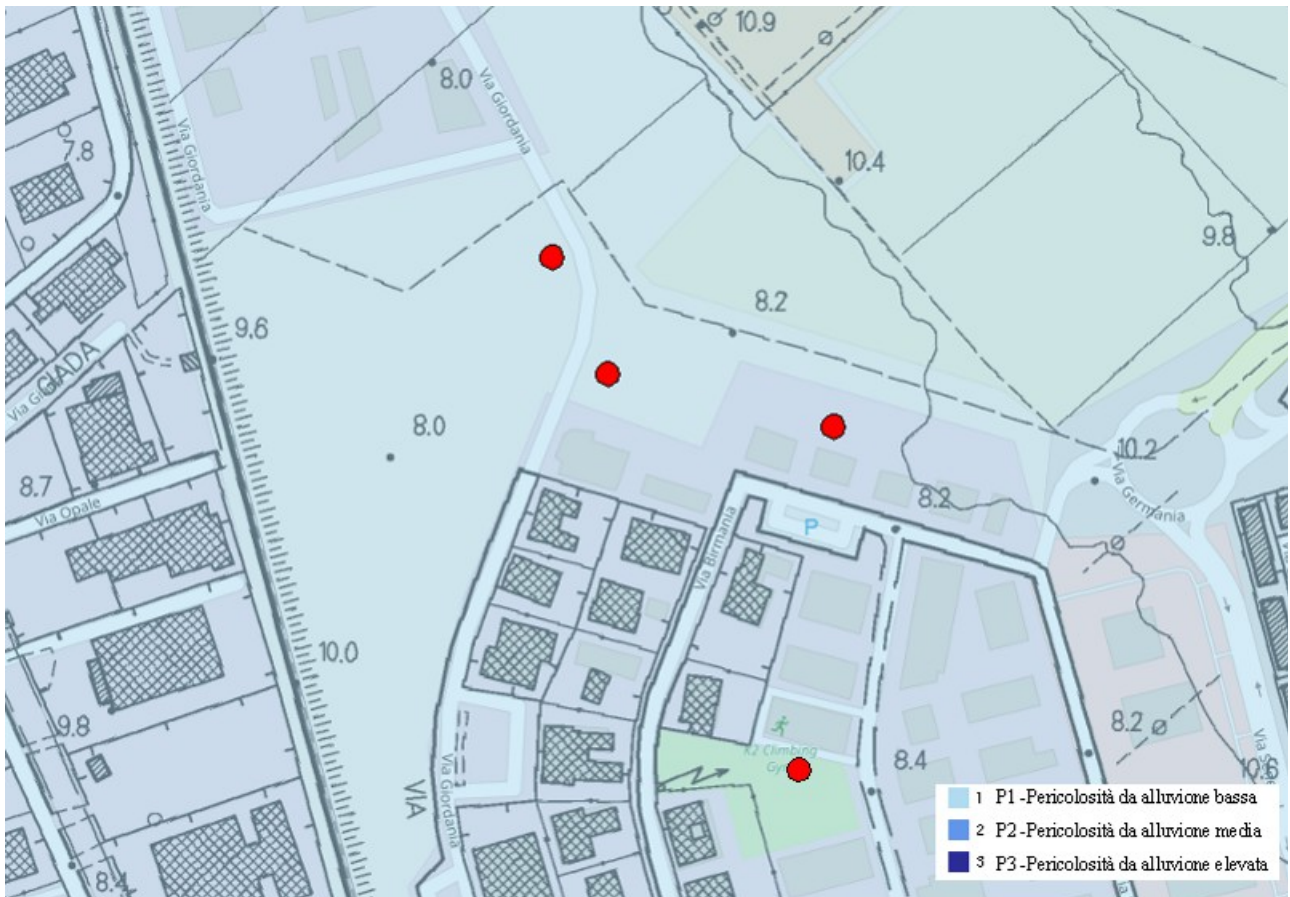 10.9
8.0
Via Giordania
Via Giordania
7.8
10.4
9.8
8.2
9.6
GIADA
8.0
10.2
8.7
Via Opale
Via Germania
8.2
P
Via Birmania
10.0
9.8
8.2
K2 Climbing
8.4
10.6
VIA
Via Giordania
8.4
1 P1-Pericolosità da alluvione bassa
2 P2-Pericolosità da alluvione media
3 P3-Pericolosità da alluvione elevata